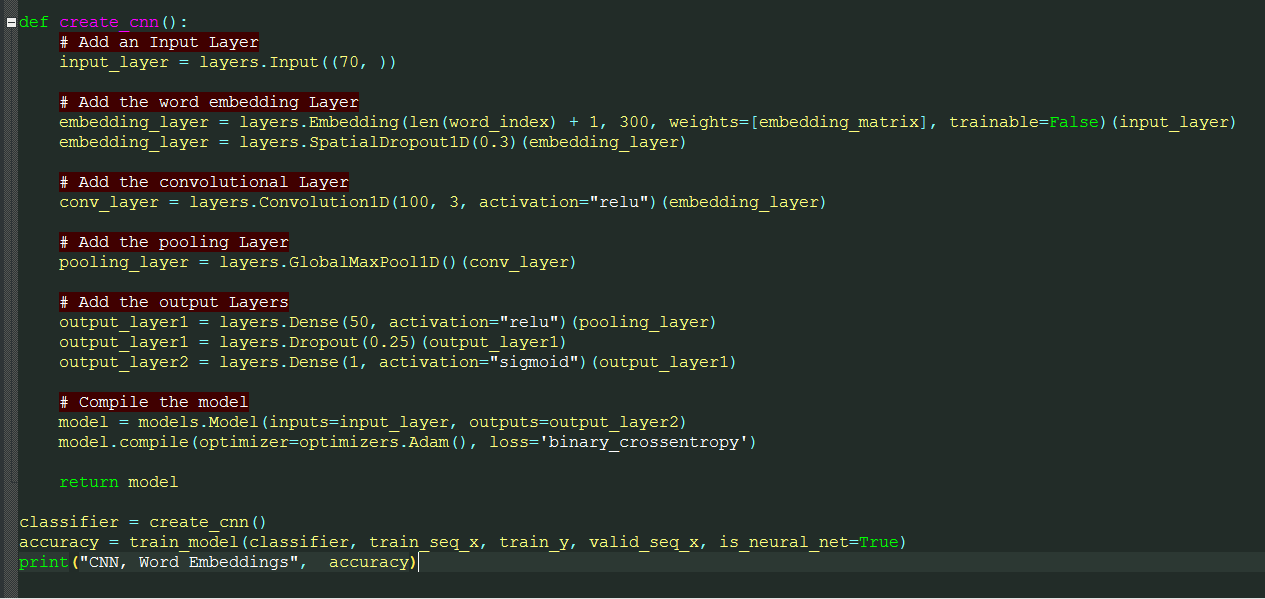 def create_cnn():
    # Add an Input Layer
    input_layer = layers.Input((70, ))

    # Add the word embedding Layer
    embedding_layer = layers.Embedding(len(word_index) + 1, 300, weights=[embedding_matrix], trainable=False)(input_layer)
    embedding_layer = layers.SpatialDropout1D(0.3)(embedding_layer)

    # Add the convolutional Layer
    conv_layer = layers.Convolution1D(100, 3, activation="relu")(embedding_layer)

    # Add the pooling Layer
    pooling_layer = layers.GlobalMaxPool1D()(conv_layer)

    # Add the output Layers
    output_layer1 = layers.Dense(50, activation="relu")(pooling_layer)
    output_layer1 = layers.Dropout(0.25)(output_layer1)
    output_layer2 = layers.Dense(1, activation="sigmoid")(output_layer1)

    # Compile the model
    model = models.Model(inputs=input_layer, outputs=output_layer2)
    model.compile(optimizer=optimizers.Adam(), loss='binary_crossentropy')

    return model

classifier = create_cnn()
accuracy = train_model(classifier, train_seq_x, train_y, valid_seq_x, is_neural_net=True)
print("CNN, Word Embeddings",  accuracy)